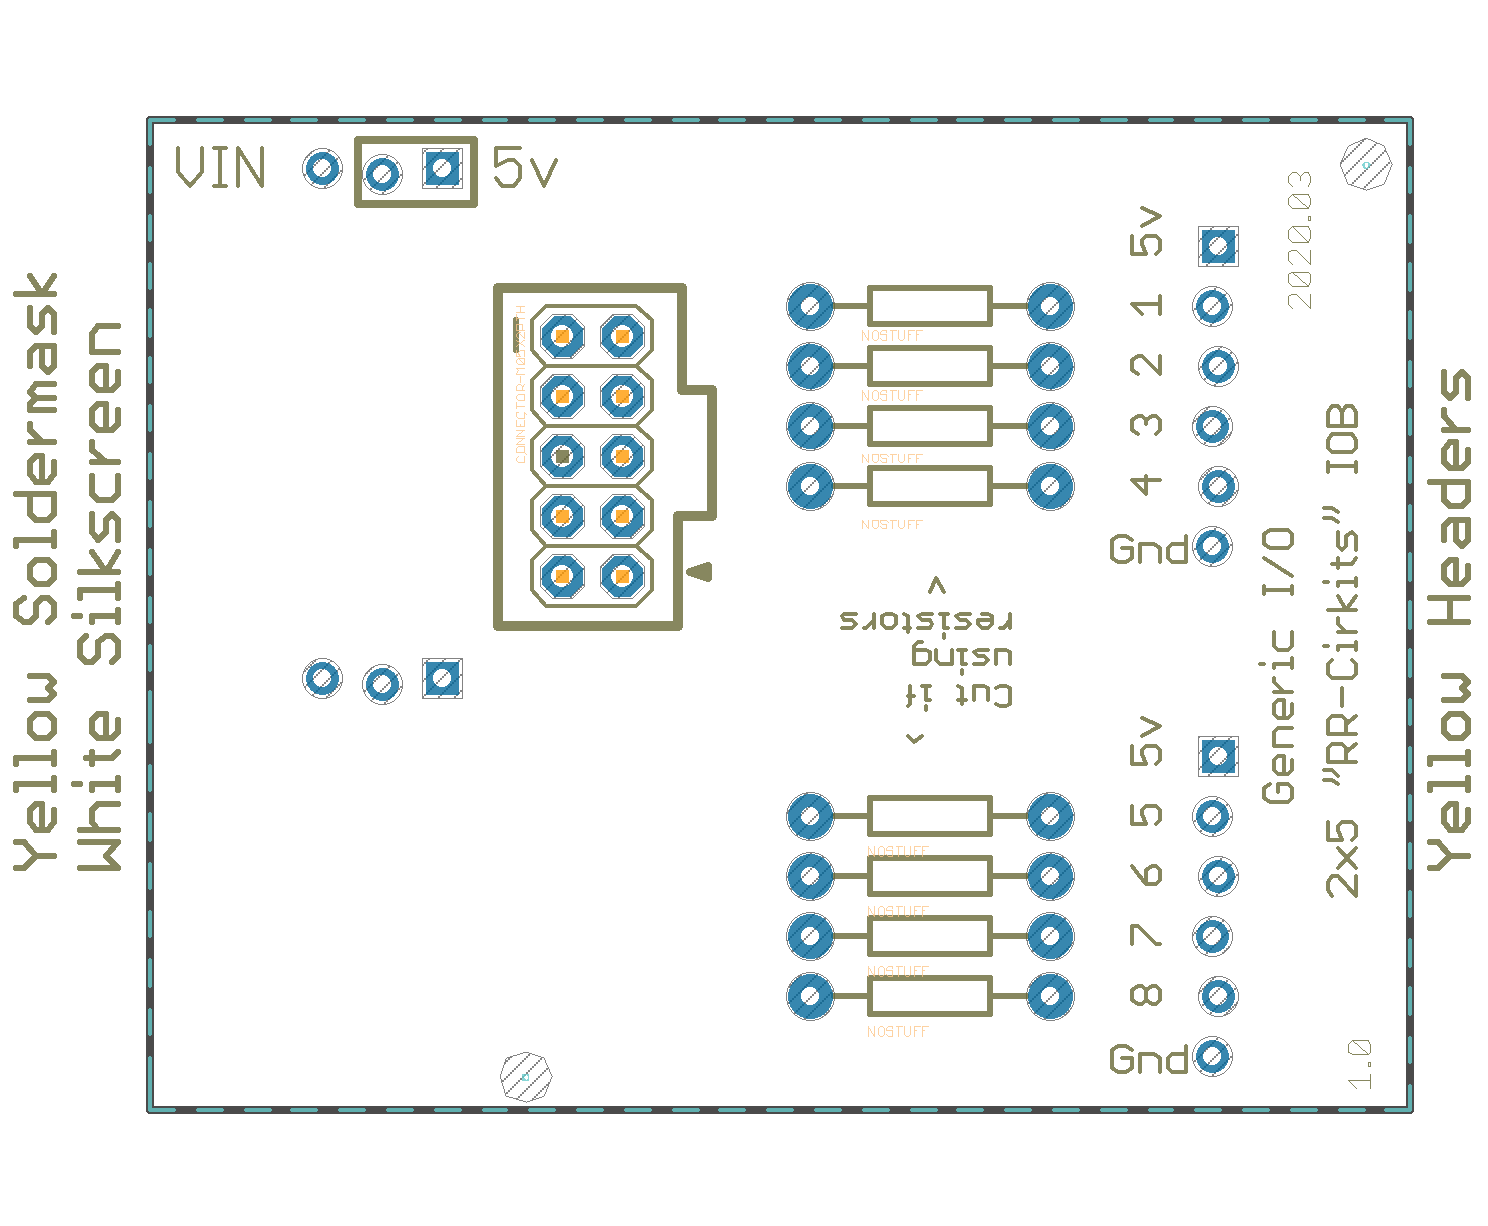 Yellow Soldermask
White Silkscreen
VIN
5v
CONNECTOR-M05X2PTH
NOSTUFF
NOSTUFF
NOSTUFF
NOSTUFF
5v
1
2
3
4
Gnd
2020.03
>
Cut if
using
resistors
>
NOSTUFF
NOSTUFF
NOSTUFF
NOSTUFF
5v
5
6
7
8
Gnd
Generic I/O
2x5 "RR-Cirkits" IOB
1.0
Yellow Headers